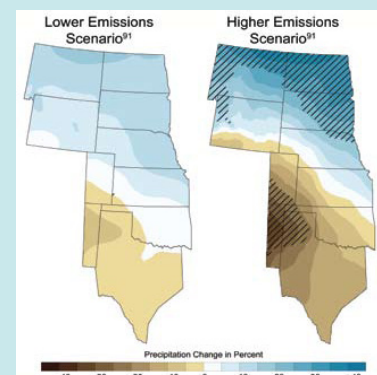 Lower Emissions
Scenario91
Higher Emissions
Scenario91
Precipitation Change in Percent